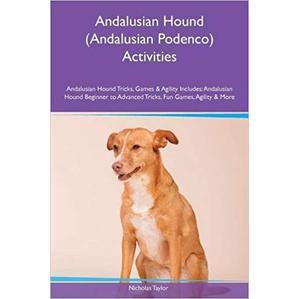 Andalusian Hound
(Andalusian Podenco)
Activities
Andalusian Hound Tricks, Games & Agility Includes: Andalusian
Hound Beginner to Advanced Tricks, Fun Games, Agility & More
Nicholas Taylor